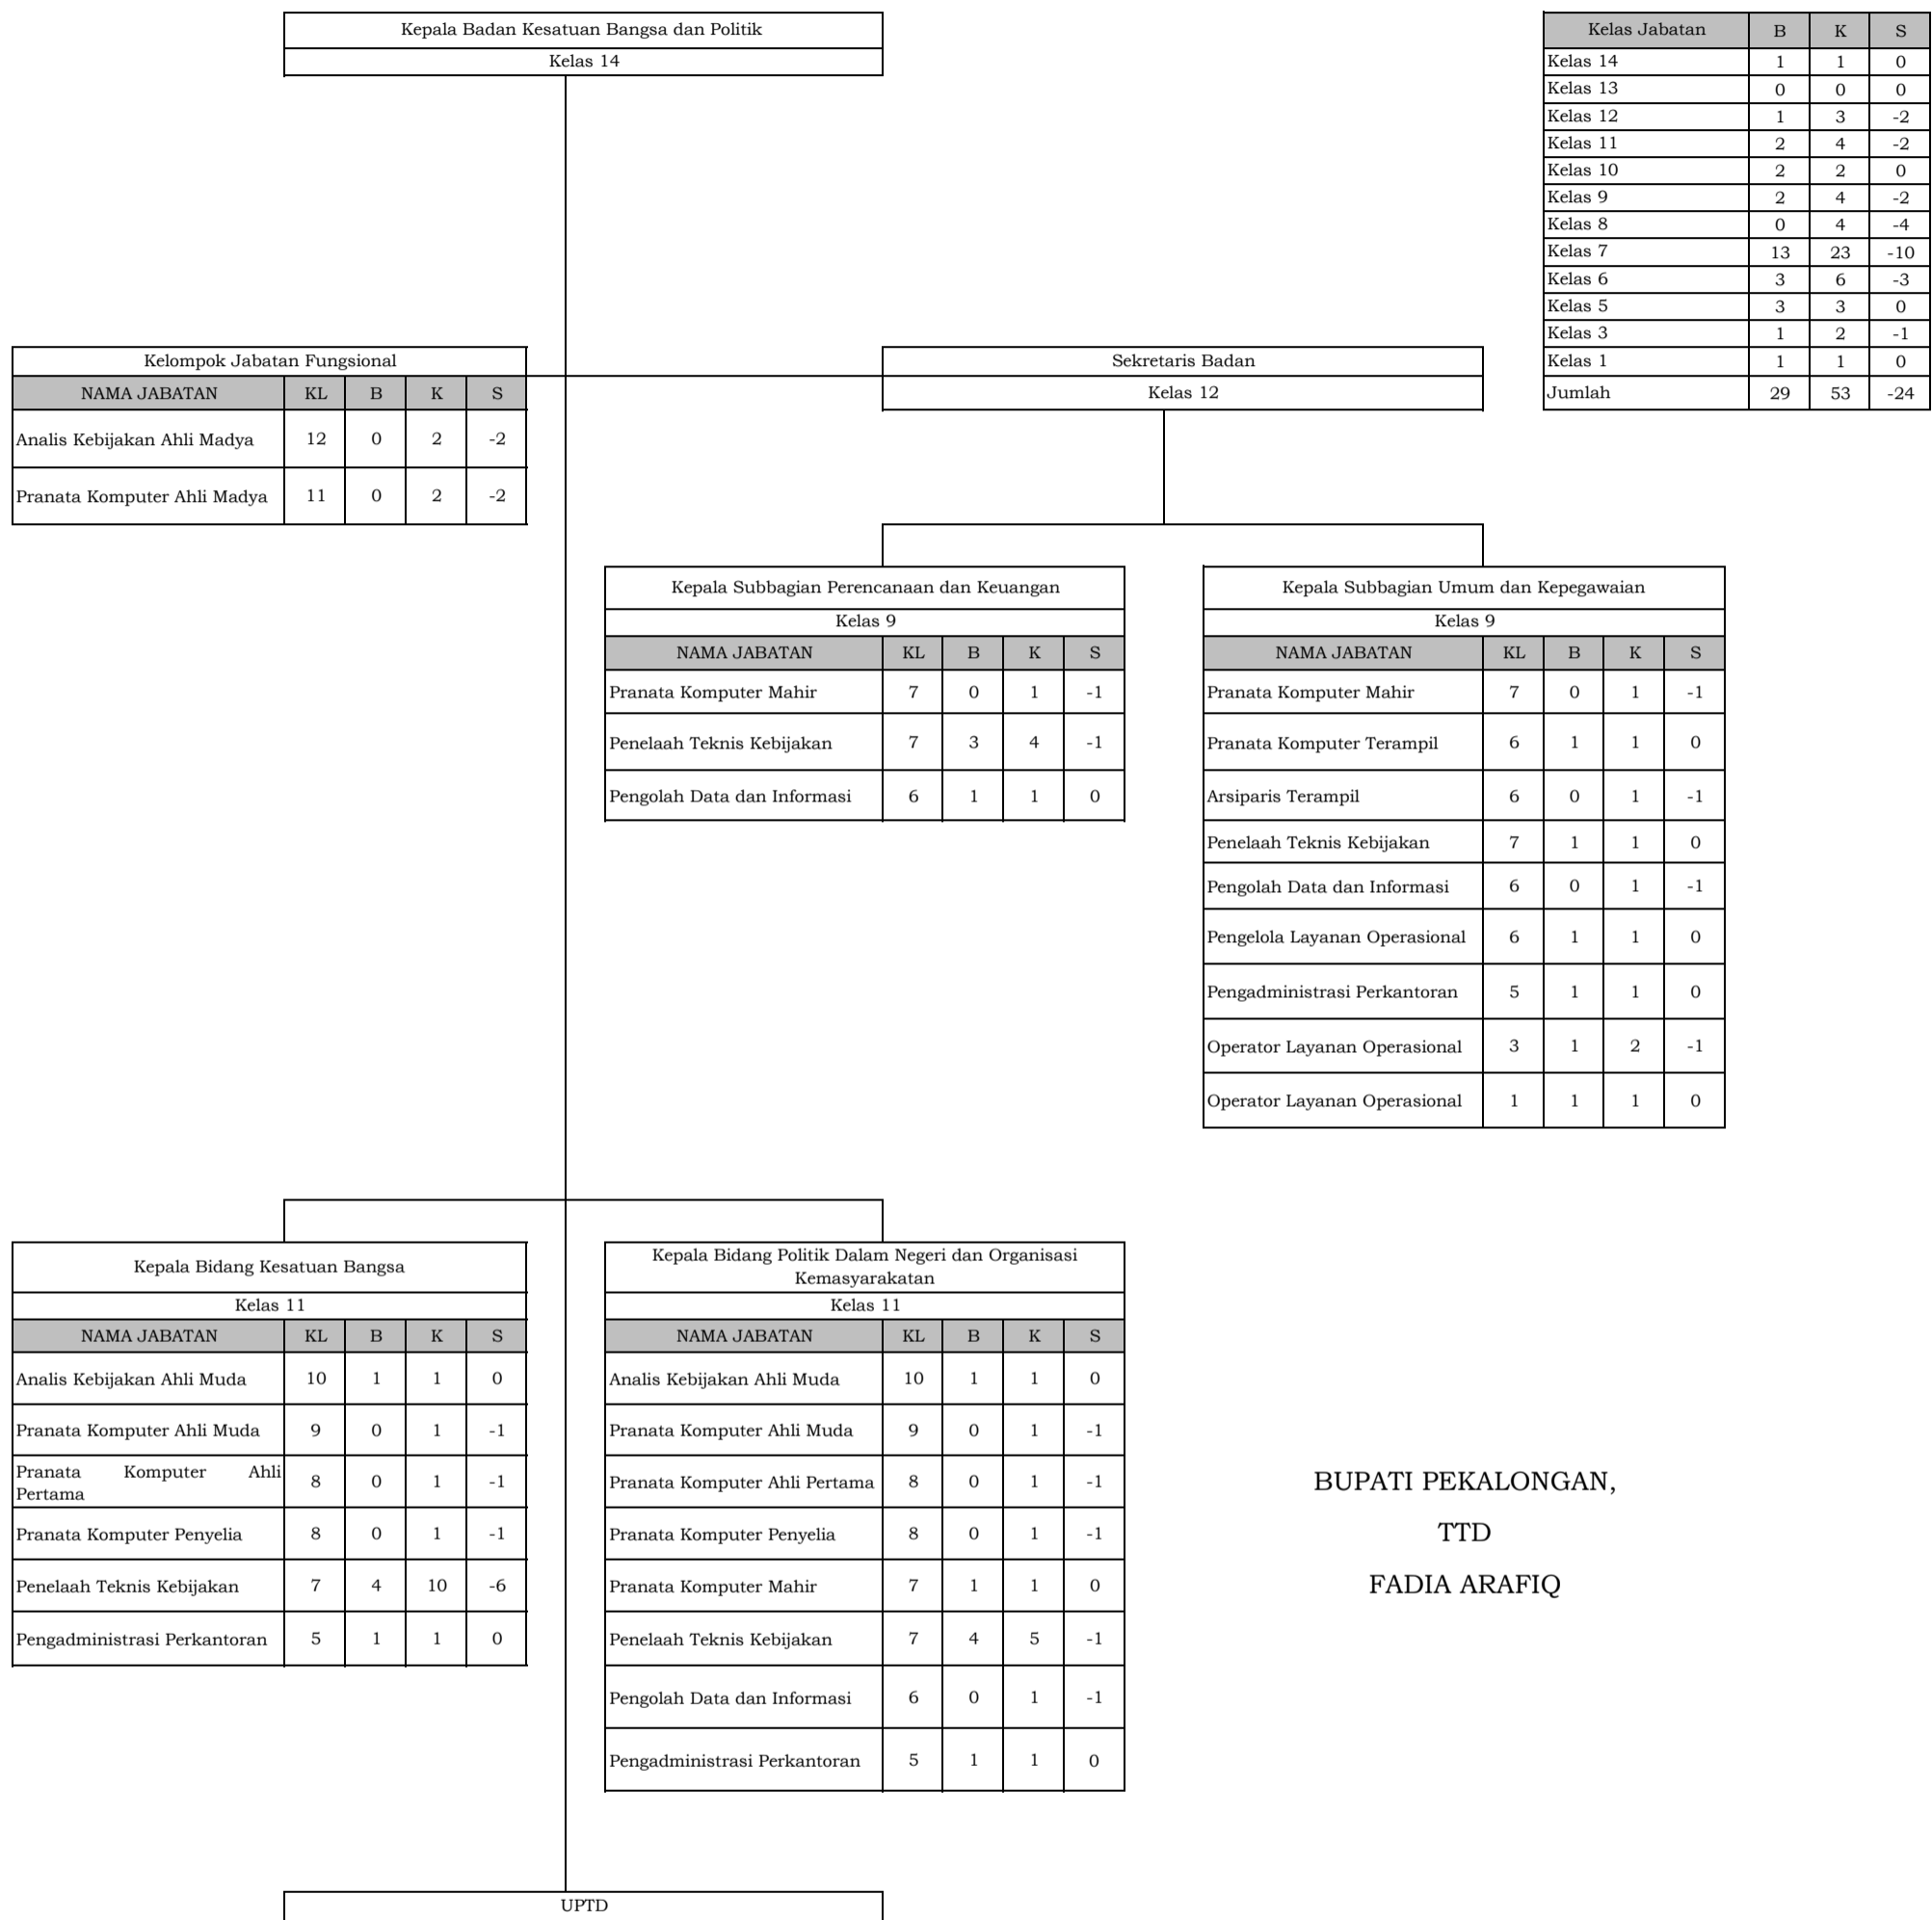 Kepala Badan Kesatuan Bangsa dan Politik
Kelas 14
Kelas Jabatan B K S
Kelas 14 1 1 0
Kelas 13 0 0 0
Kelas 12 1 3 -2
Kelas 11 2 4 -2
Kelas 10 2 2 0
Kelas 9 2 4 -2
Kelas 8 0 4 -4
Kelas 7 13 23 -10
Kelas 6 3 6 -3
Kelas 5 3 3 0
Kelas 3 1 2 -1
Kelas 1 1 1 0
Jumlah 29 53 -24
Kelompok Jabatan Fungsional
NAMA JABATAN KL B K S
Analis Kebijakan Ahli Madya 12 0 2 -2
Pranata Komputer Ahli Madya 11 0 2 -2
Sekretaris Badan
Kelas 12
Kepala Subbagian Perencanaan dan Keuangan
Kelas 9
NAMA JABATAN KL B K S
Pranata Komputer Mahir 7 0 1 -1
Penelaah Teknis Kebijakan 7 3 4 -1
Pengolah Data dan Informasi 6 1 1 0
Kepala Subbagian Umum dan Kepegawaian
Kelas 9
NAMA JABATAN KL B K S
Pranata Komputer Mahir 7 0 1 -1
Pranata Komputer Terampil 6 1 1 0
Arsiparis Terampil 6 0 1 -1
Penelaah Teknis Kebijakan 7 1 1 0
Pengolah Data dan Informasi 6 0 1 -1
Pengelola Layanan Operasional 6 1 1 0
Pengadministrasi Perkantoran 5 1 1 0
Operator Layanan Operasional 3 1 2 -1
Operator Layanan Operasional 1 1 1 0
Kepala Bidang Kesatuan Bangsa
Kelas 11
NAMA JABATAN KL B K S
Analis Kebijakan Ahli Muda 10 1 1 0
Pranata Komputer Ahli Muda 9 0 1 -1
Pranata Komputer Ahli
Pertama 8 0 1 -1
Pranata Komputer Penyelia 8 0 1 -1
Penelaah Teknis Kebijakan 7 4 10 -6
Pengadministrasi Perkantoran 5 1 1 0
Kepala Bidang Politik Dalam Negeri dan Organisasi
Kemasyarakatan
Kelas 11
NAMA JABATAN KL B K S
Analis Kebijakan Ahli Muda 10 1 1 0
Pranata Komputer Ahli Muda 9 0 1 -1
Pranata Komputer Ahli Pertama 8 0 1 -1
Pranata Komputer Penyelia 8 0 1 -1
Pranata Komputer Mahir 7 1 1 0
Penelaah Teknis Kebijakan 7 4 5 -1
Pengolah Data dan Informasi 6 0 1 -1
Pengadministrasi Perkantoran 5 1 1 0
BUPATI PEKALONGAN,
TTD
FADIA ARAFIQ
UPTD